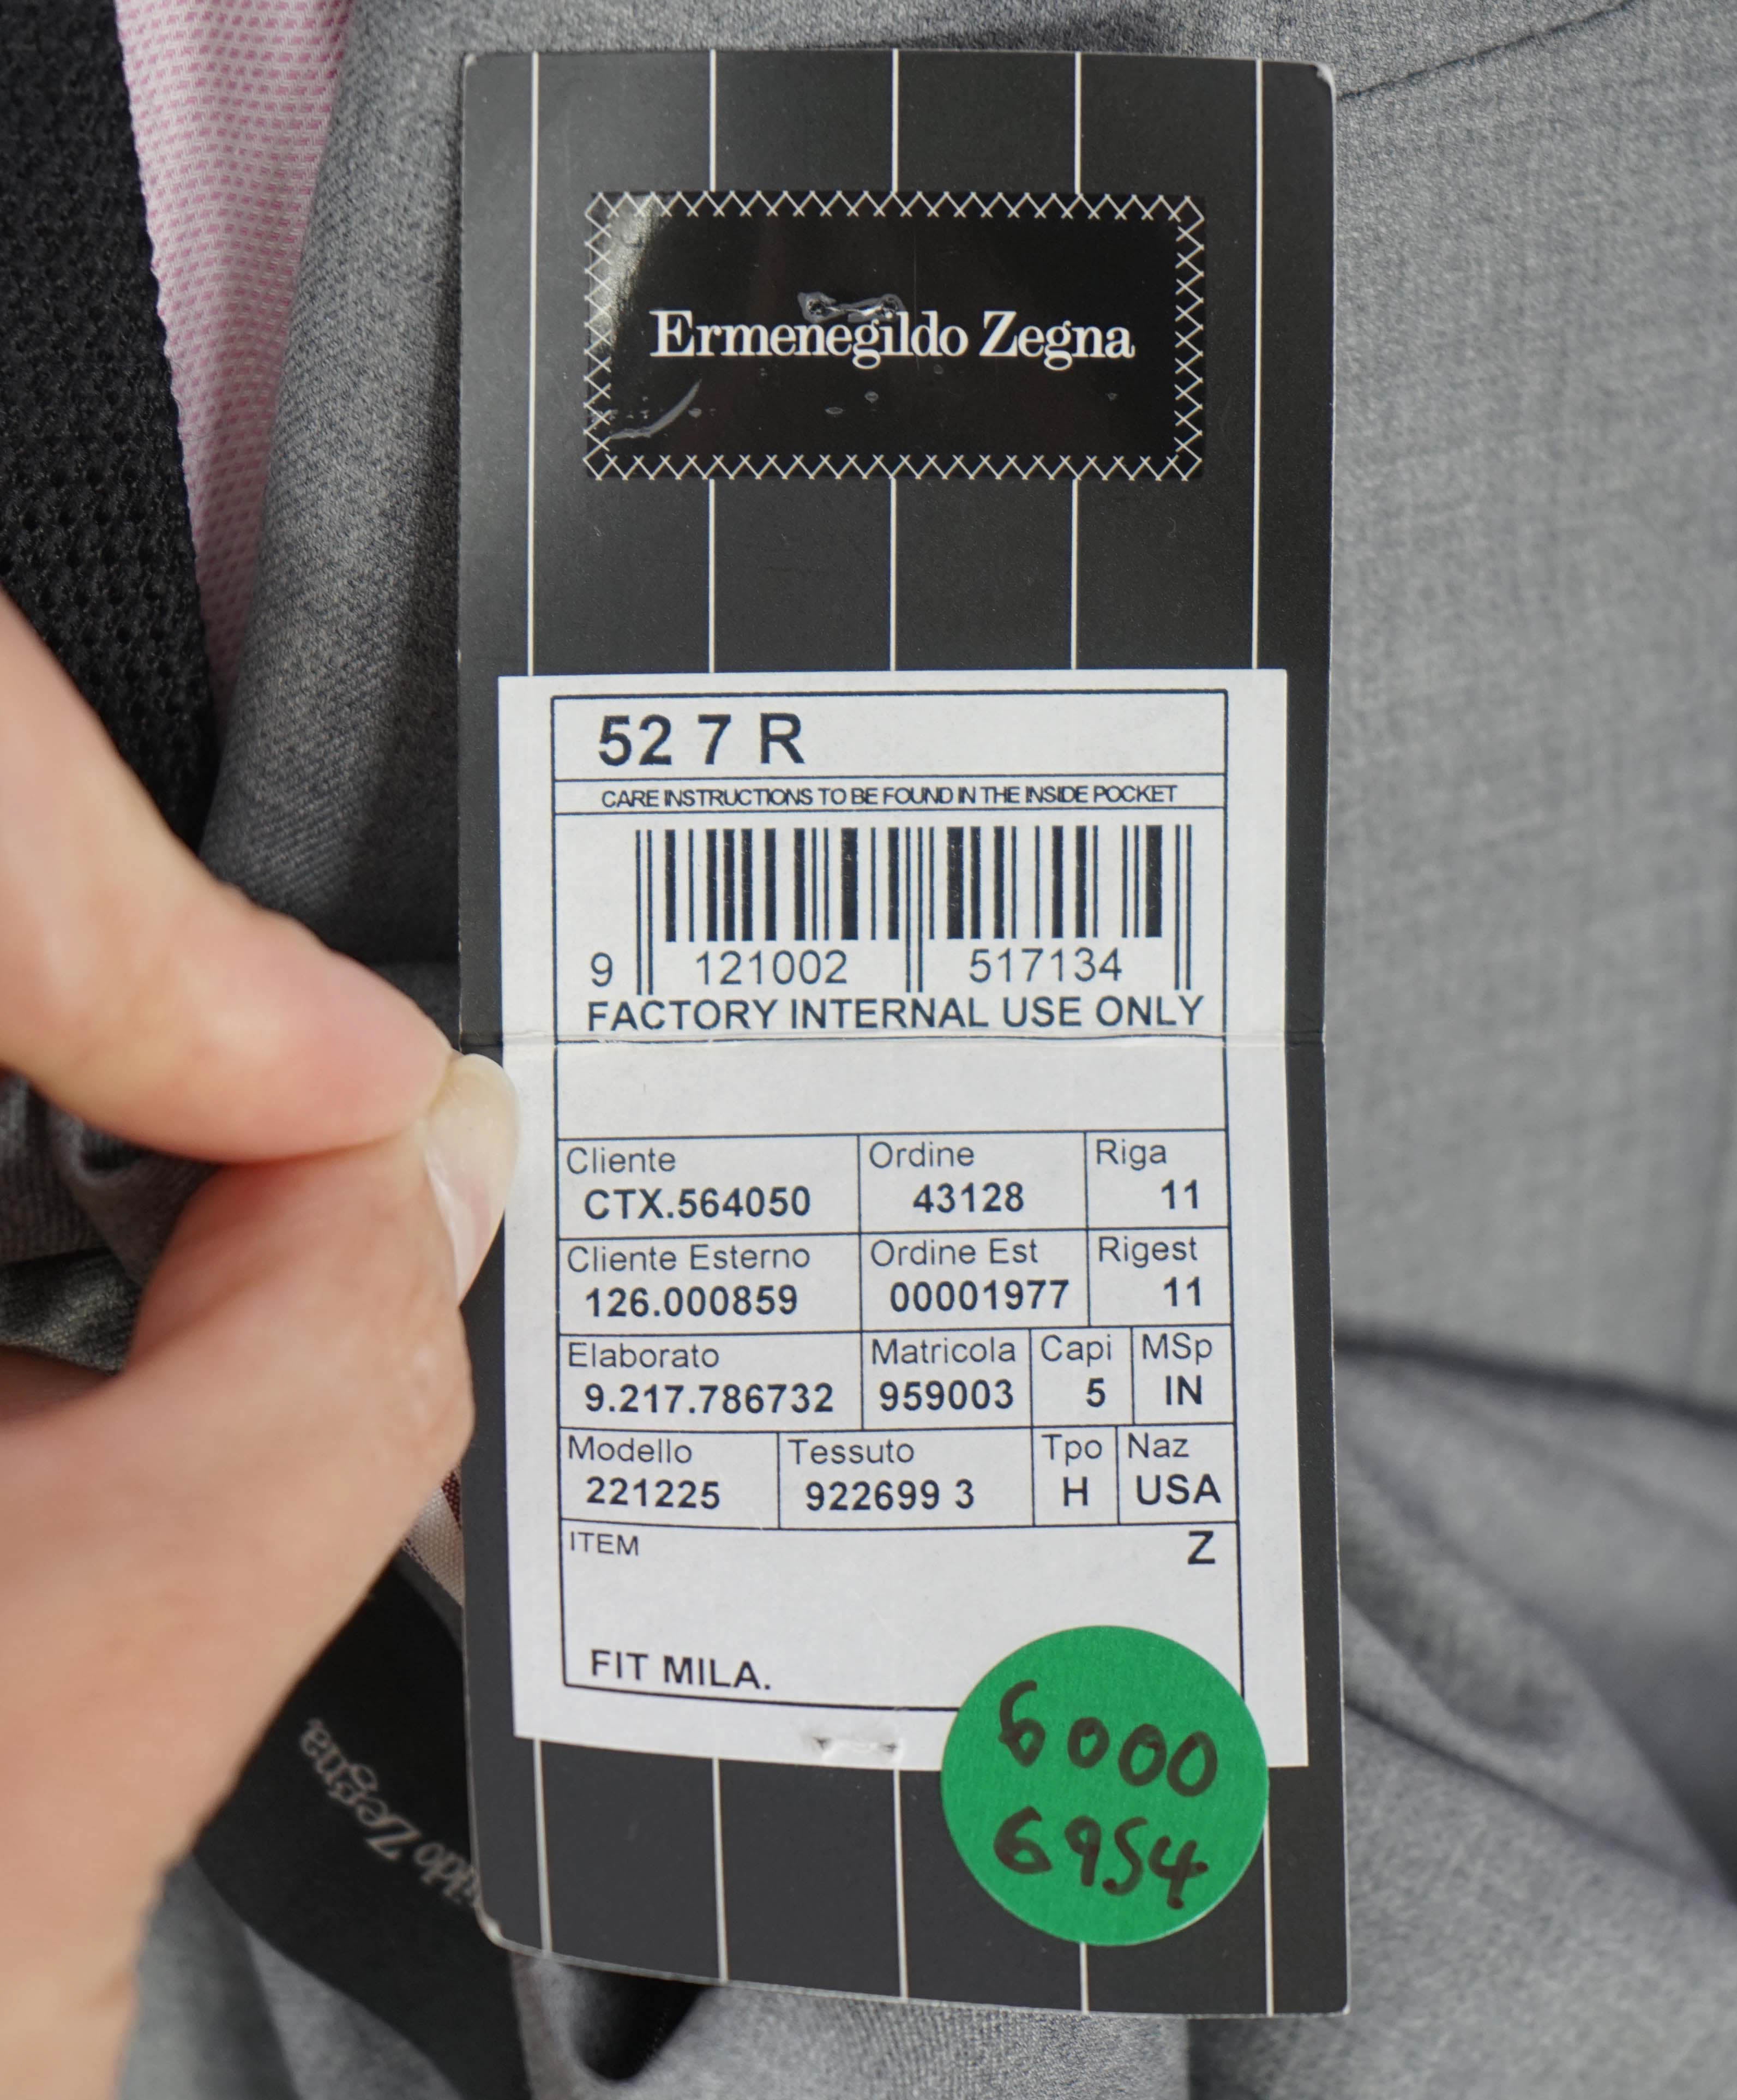 Ermenegildo Zegna
52 7 R
CARE INSTRUCTIONS TO BE FOUND IN THE INSIDE POCKET
9 121002 517134
FACTORY INTERNAL USE ONLY
Cliente Ordine Riga
CTX.564050 43128 11
Cliente Esterno Ordine Est Rigest
126.000859 00001977 11
Elaborato Matricola Capi MSp
9.217.786732 959003 5 IN
Modello Tessuto Tpo Naz
221225 922699 3 H USA
ITEM Z
FIT MILA.
6000
6954
Zegna